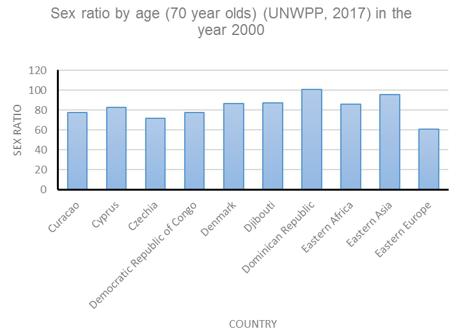 Sex ratio by age (70 year olds) (UNWPP, 2017) in the
year 2000
120
100
80
60
40
20
0
SEX RATIO
Curacao
Cyprus
Czechia
Democratic Republic of Congo
Denmark
Djibouti
Dominican Republic
Eastern Africa
Eastern Asia
Eastern Europe
COUNTRY